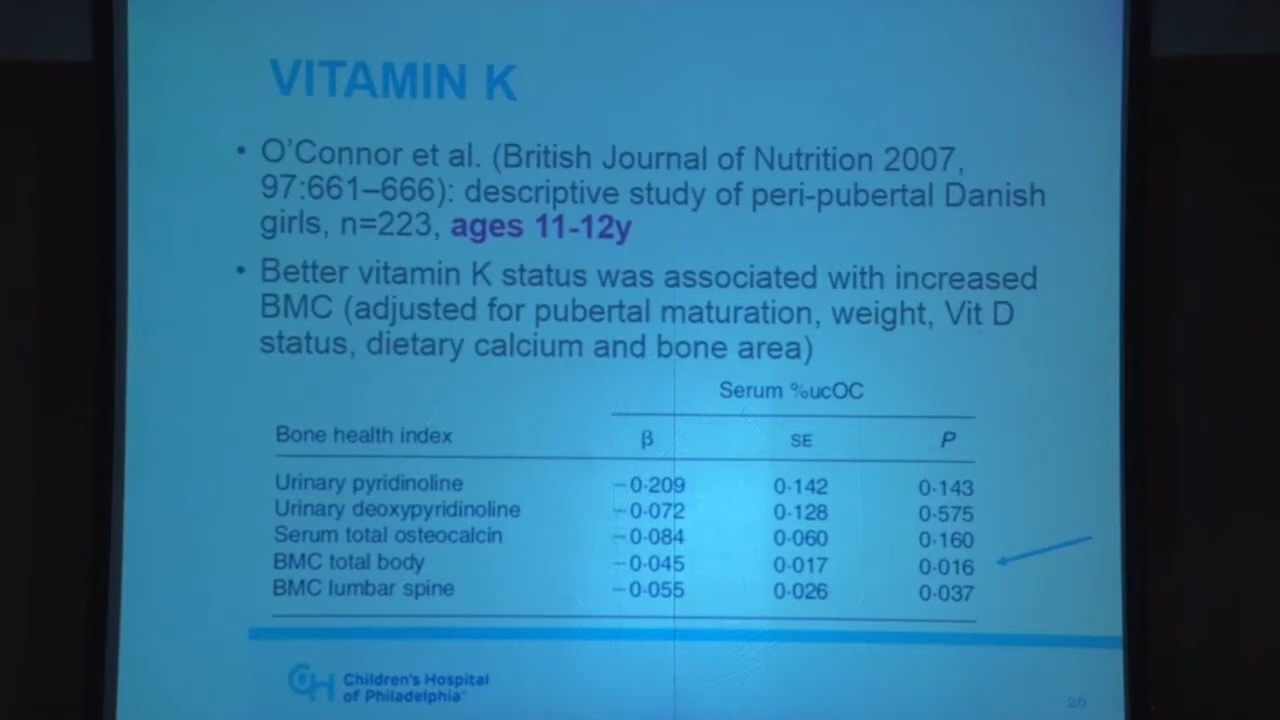 VITAMIN K
• O'Connor et al. (British Journal of Nutrition 2007,
97:661–666): descriptive study of peri-pubertal Danish
girls, n=223, ages 11-12y
• Better vitamin K status was associated with increased
BMC (adjusted for pubertal maturation, weight, Vit D
status, dietary calcium and bone area)
Serum %ucOC
Bone health index β SE P
Urinary pyridinoline −0·209 0·142 0·143
Urinary deoxypyridinoline −0·072 0·128 0·575
Serum total osteocalcin −0·084 0·060 0·160
BMC total body −0·045 0·017 0·016
BMC lumbar spine −0·055 0·026 0·037
CH Children's Hospital
of Philadelphia™
26